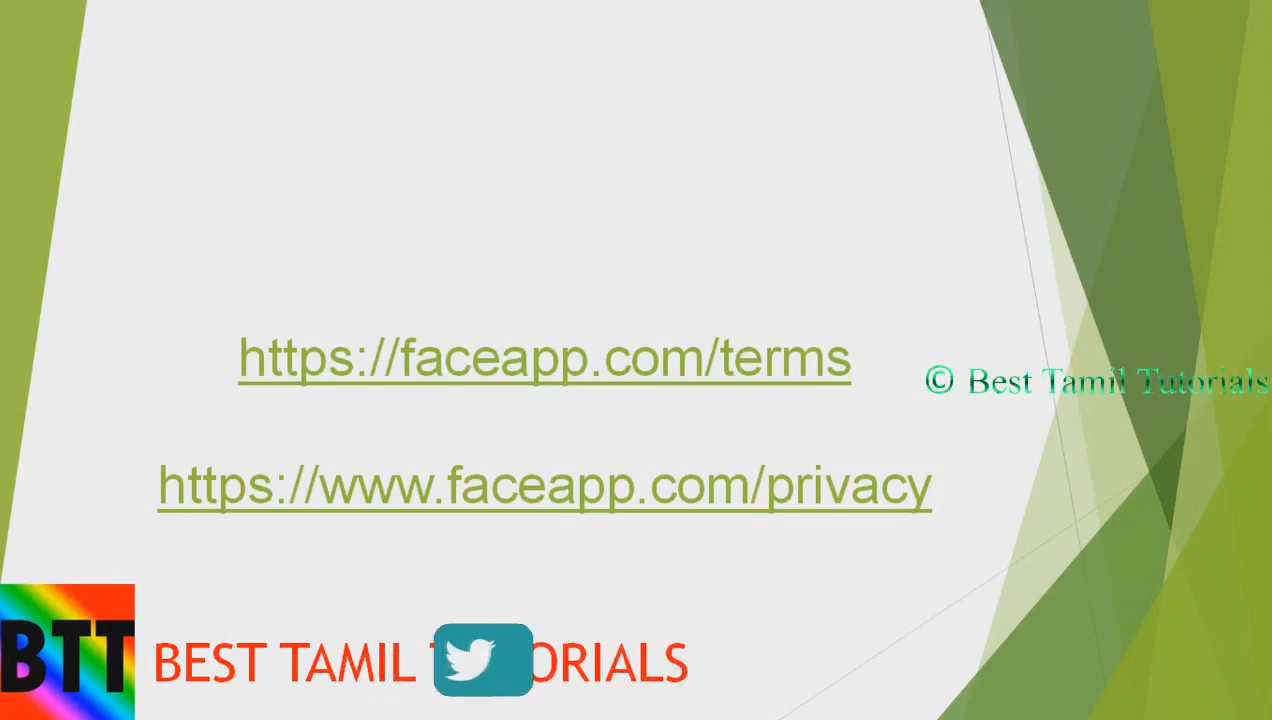 https://faceapp.com/terms
© Best Tamil Tutorials
https://www.faceapp.com/privacy
BTT
BEST TAMIL T ORIALS